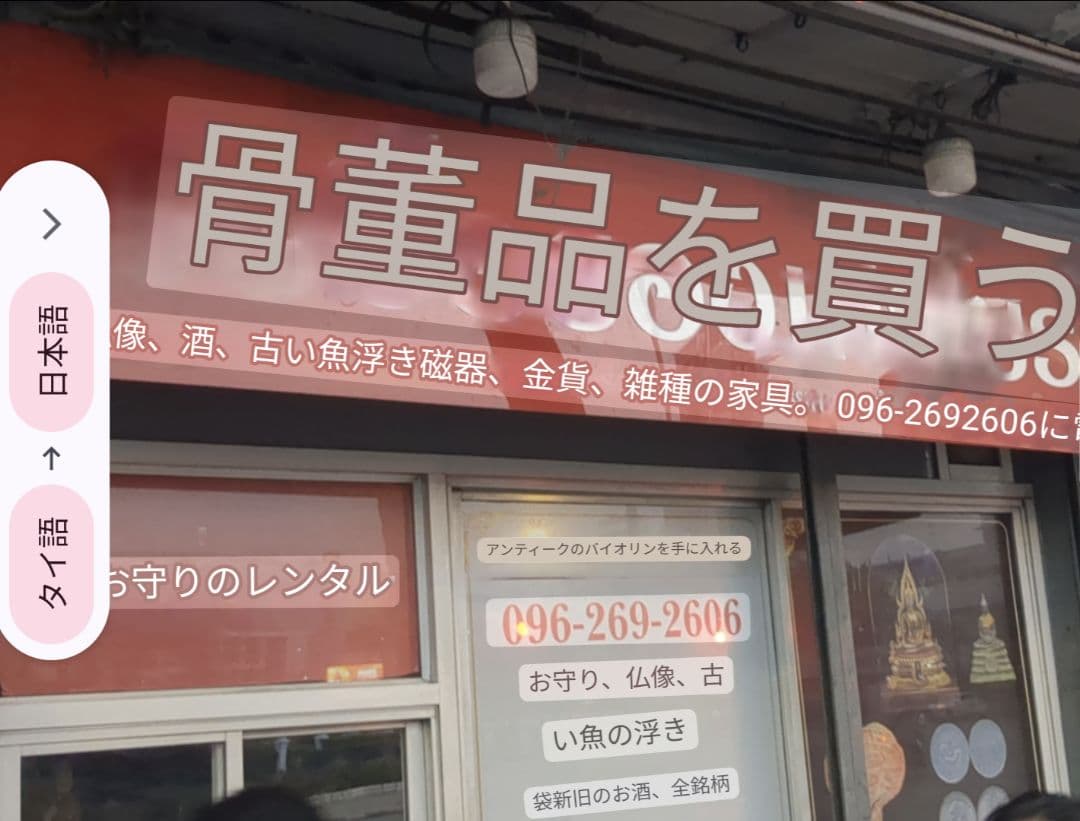 骨董品を買う
像、酒、古い魚浮き磁器、金貨、雑種の家具。 096-2692606に
お守りのレンタル
アンティークのバイオリンを手に入れる
096-269-2606
お守り、仏像、古
い魚の浮き
袋新旧のお酒、全銘柄
日本語
タイ語